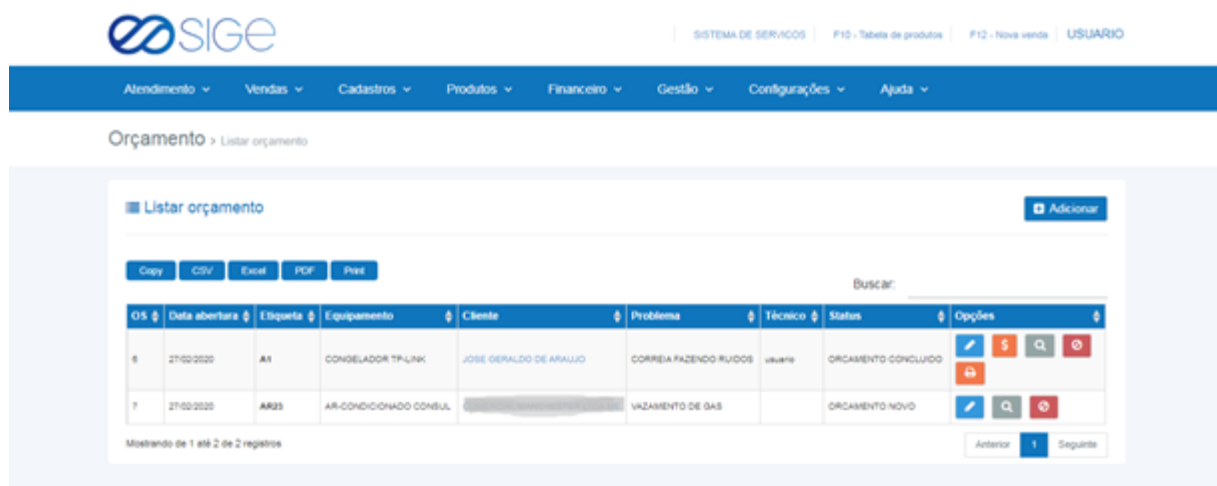 SIGE
SISTEMA DE SERVICOS F10 - Tabela de produtos F12 - Nova venda USUARIO
Atendimento Vendas Cadastros Produtos Financeiro Gestão Configurações Ajuda
Orçamento > Listar orçamento
Listar orçamento Adicionar
Copy CSV Excel PDF Print
Buscar:
OS Data abertura Etiqueta Equipamento Cliente Problema Técnico Status Opções
6 27/02/2020 A1 CONGELADOR TP-LINK JOSE GERALDO DE ARAUJO CORREIA FAZENDO RUIDOS usuario ORCAMENTO CONCLUIDO
7 27/02/2020 AR23 AR-CONDICIONADO CONSUL VAZAMENTO DE GAS ORCAMENTO NOVO
Mostrando de 1 até 2 de 2 registros Anterior 1 Seguinte